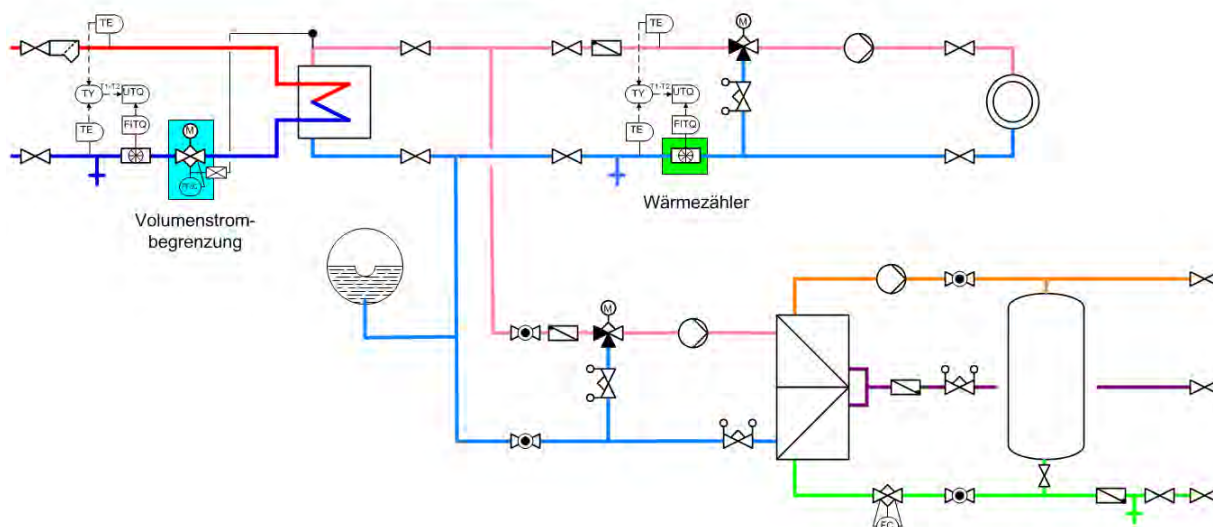 TE
TE
M
T1-T2
T1-T2
TY
UTQ
TY
UTQ
M
FITQ
FITQ
TE
TE
Wärmezähler
Volumenstrom-
begrenzung
M
FC